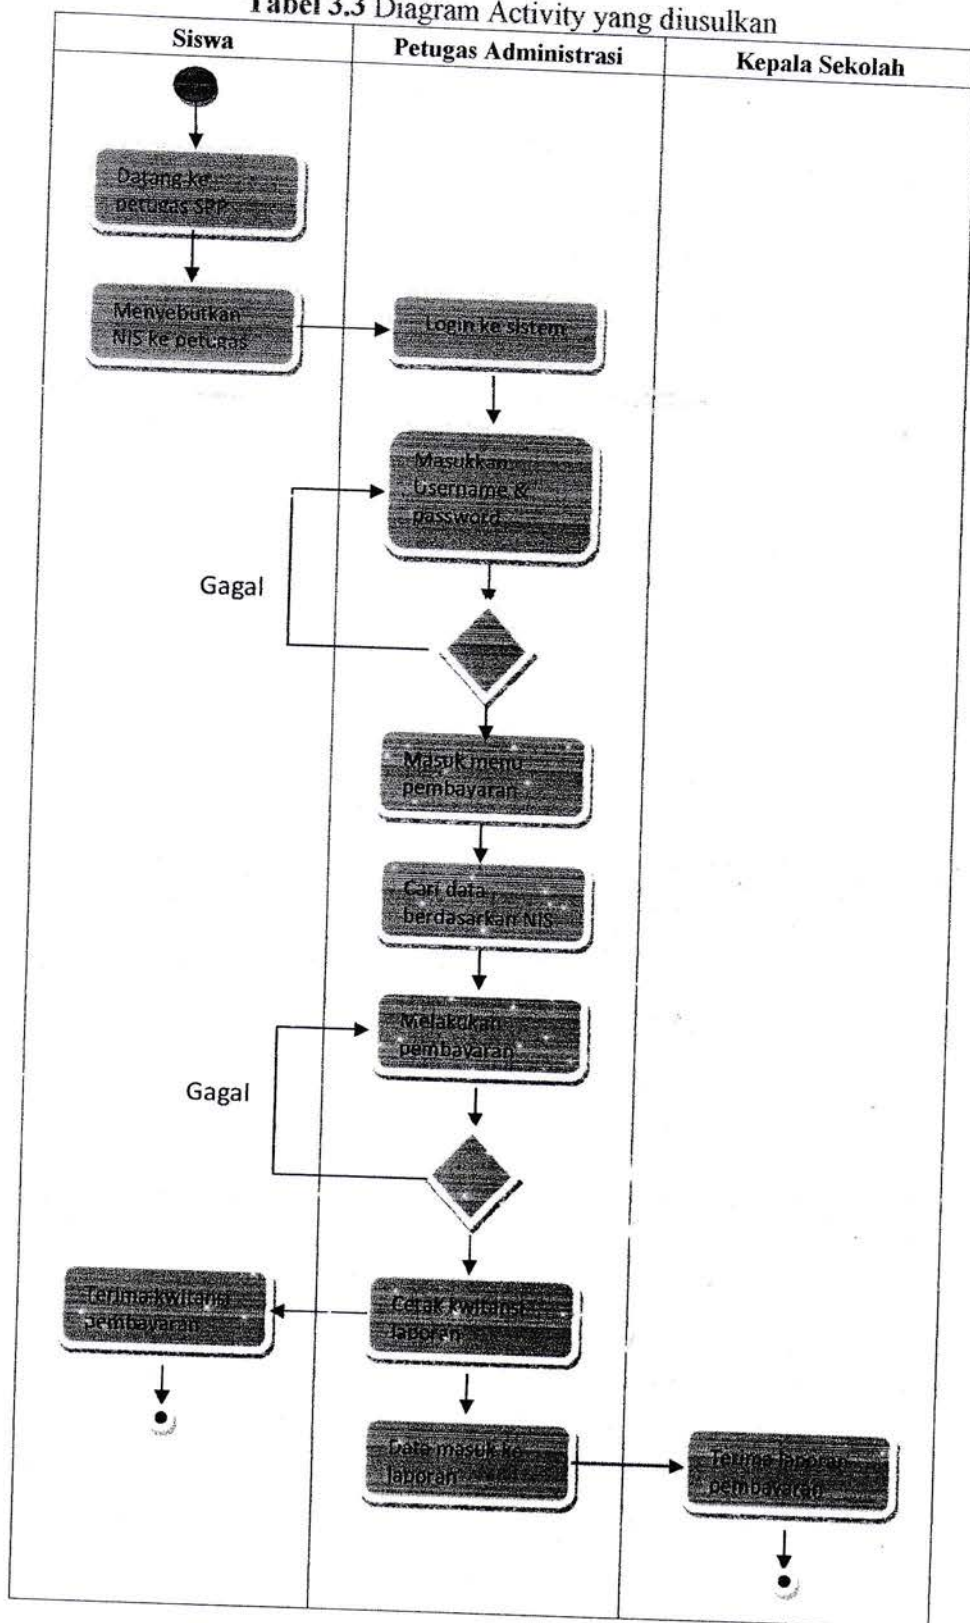 Tabel 3.3 Diagram Activity yang diusulkan
Siswa
Petugas Administrasi
Kepala Sekolah
Datang ke
petugas SPP
Menyebutkan
NIS ke petugas
Login ke sistem
Masukkan
Username &
password
Gagal
Masuk menu
pembayaran
Cari data
berdasarkan NIS
Melakukan
pembayaran
Gagal
Terima kwitansi
pembayaran
Cetak kwitansi
laporen
Data masuk ke
laporan
Terima laporan
pembayaran